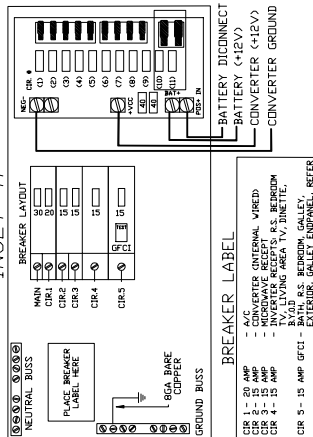 INSET "A"
NEUTRAL BUSS
PLACE BREAKER
LABEL HERE
8GA BARE
COPPER
GROUND BUSS
BREAKER LAYOUT
MAIN
CIR.1
CIR.2
CIR.3
CIR.4
CIR.5
30
20
15
15
15
15
TEST
GFCI
CIR. #
(1)
(2)
(3)
(4)
(5)
(6)
(7)
(8)
(9)
(10)
(11)
NEG-
+VCC
40
40
BAT+
POS+ IN
BATTERY DICONNECT
BATTERY (+12V)
CONVERTER (+12V)
CONVERTER GROUND
BREAKER LABEL
CIR 1 - 20 AMP - A/C
CIR 2 - 15 AMP - CONVERTER (INTERNAL WIRED)
CIR 3 - 15 AMP - MICROWAVE RECEPT
CIR 4 - 15 AMP - INVERTER RECEPTS: R.S. BEDROOM
TV, LIVING AREA TV, DINETTE,
B.Y.O.D
CIR 5 - 15 AMP GFCI - BATH, R.S. BEDROOM, GALLEY,
EXTERIOR, GALLEY ENDPANEL, REFER